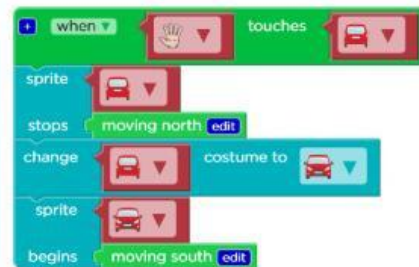 + when ▼ touches
sprite
stops moving north edit
change costume to
sprite
begins moving south edit